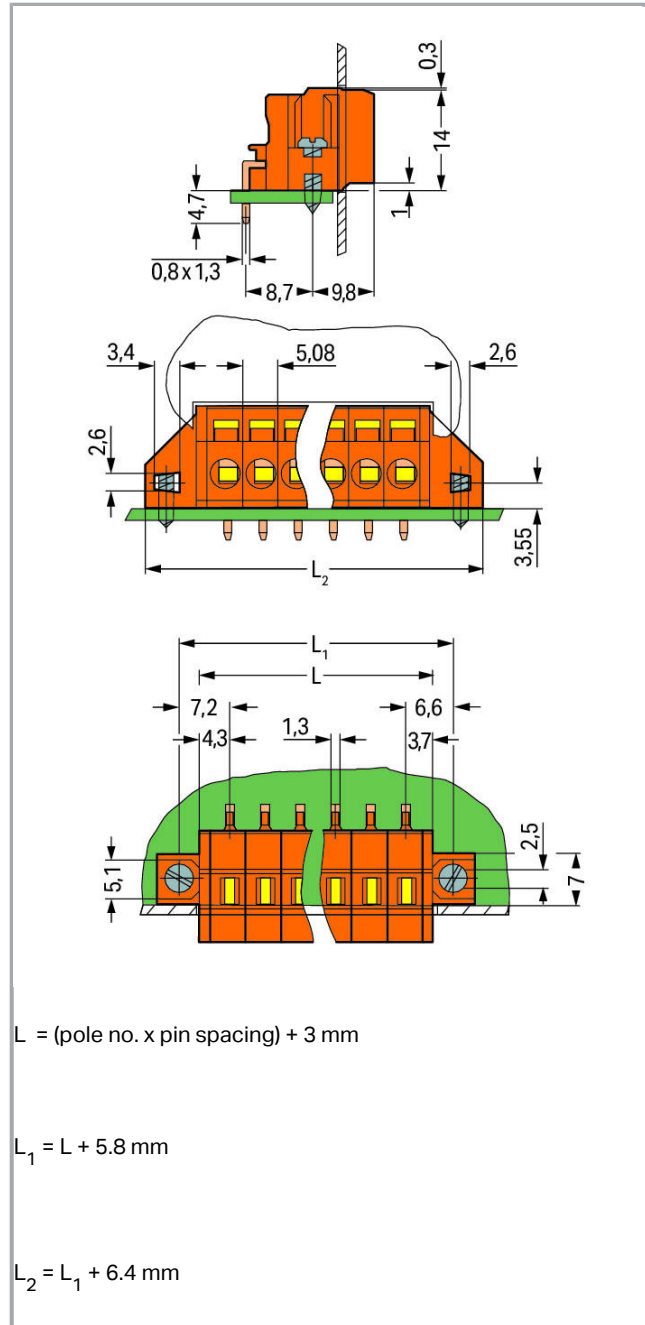 0,3
14
1
4,7
0,8 x 1,3
8,7
9,8
3,4
5,08
2,6
2,6
3,55
L2
L1
L
7,2
6,6
4,3
1,3
3,7
2,5
5,1
7
L = (pole no. x pin spacing) + 3 mm
L1 = L + 5.8 mm
L2 = L1 + 6.4 mm